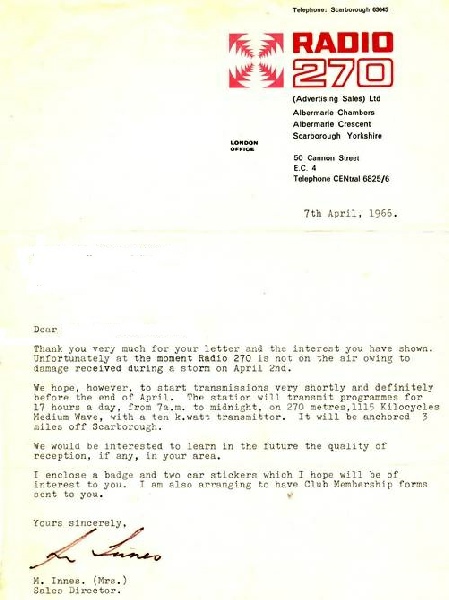 Telephone: Scarborough 63645
RADIO
270
(Advertising Sales) Ltd
Albermarle Chambers
Albermarle Crescent
Scarborough Yorkshire
LONDON
OFFICE
50 Cannon Street
E.C. 4
Telephone CENtral 6825/6
7th April, 1966.
Dear
Thank you very much for your letter and the interest you have shown.
Unfortunately at the moment Radio 270 is not on the air owing to
damage received during a storm on April 2nd.
We hope, however, to start transmissions very shortly and definitely
before the end of April. The station will transmit programmes for
17 hours a day, from 7a.m. to midnight, on 270 metres,1115 Kilocycles
Medium Wave, with a ten k.watt transmittor. It will be anchored 3
miles off Scarborough.
We would be interested to learn in the future the quality of
reception, if any, in your area.
I enclose a badge and two car stickers which I hope will be of
interest to you. I am also arranging to have Club Membership forms
sent to you.
Yours sincerely,
Innes
M. Innes. (Mrs.)
Sales Director.